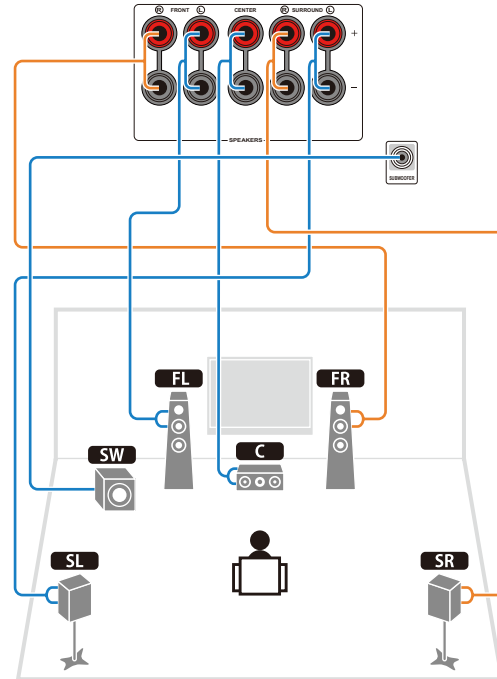 R FRONT L CENTER R SURROUND L
+
−
SPEAKERS
SUBWOOFER
FL FR
SW C
SL SR